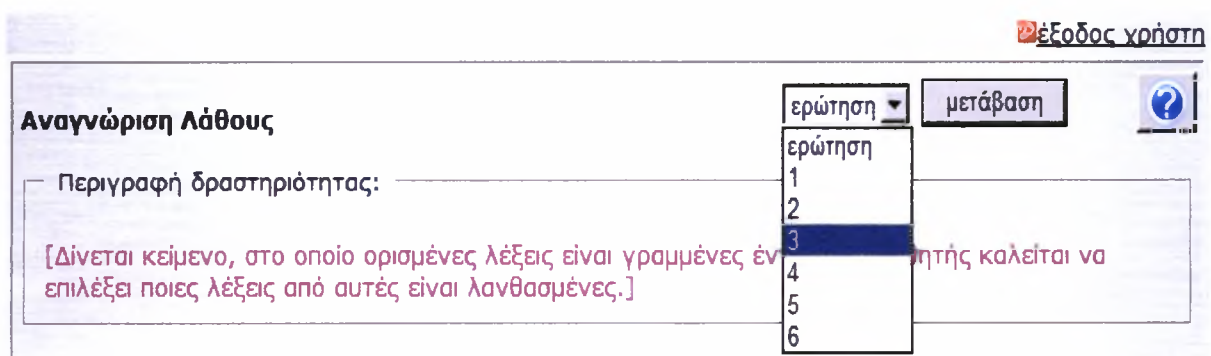 έξοδος χρήστη
Αναγνώριση Λάθους
ερώτηση
μετάβαση
?
ερώτηση
1
2
3
4
5
6
Περιγραφή δραστηριότητας:
[Δίνεται κείμενο, στο οποίο ορισμένες λέξεις είναι γραμμένες έν ητής καλείται να
επιλέξει ποιες λέξεις από αυτές είναι λανθασμένες.]